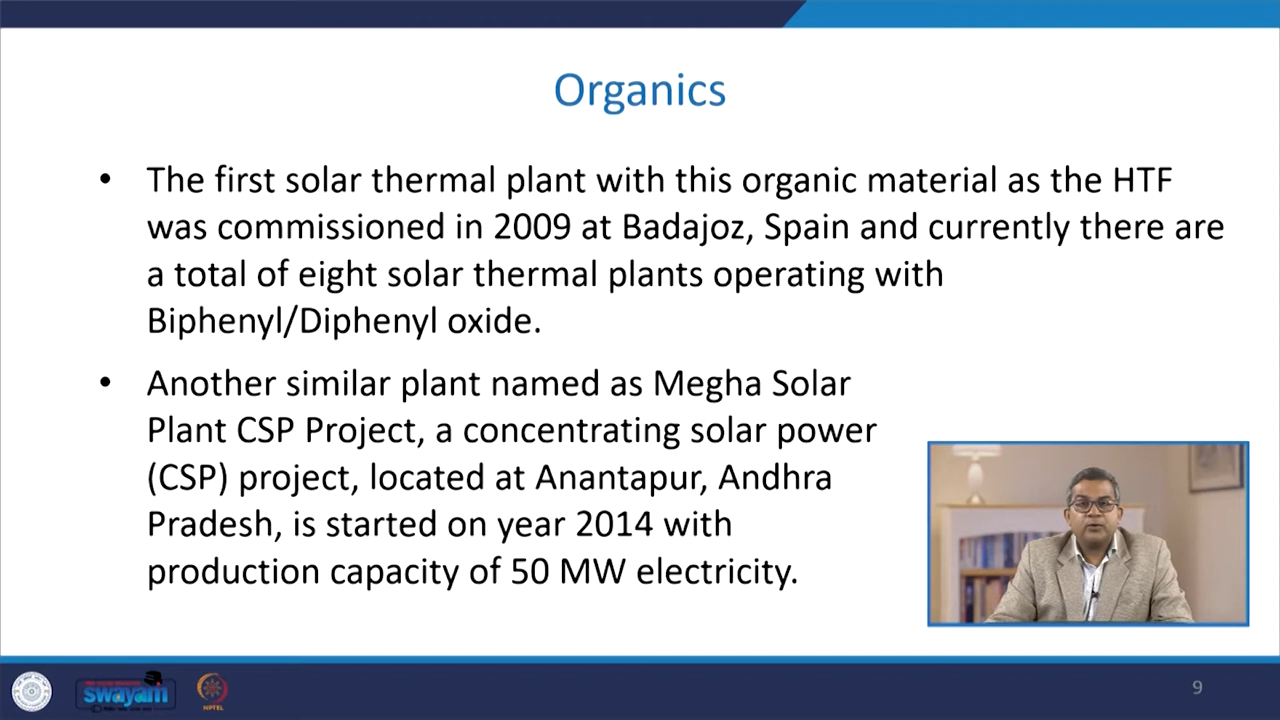 Organics
• The first solar thermal plant with this organic material as the HTF
was commissioned in 2009 at Badajoz, Spain and currently there are
a total of eight solar thermal plants operating with
Biphenyl/Diphenyl oxide.
• Another similar plant named as Megha Solar
Plant CSP Project, a concentrating solar power
(CSP) project, located at Anantapur, Andhra
Pradesh, is started on year 2014 with
production capacity of 50 MW electricity.
swayam
NPTEL
9